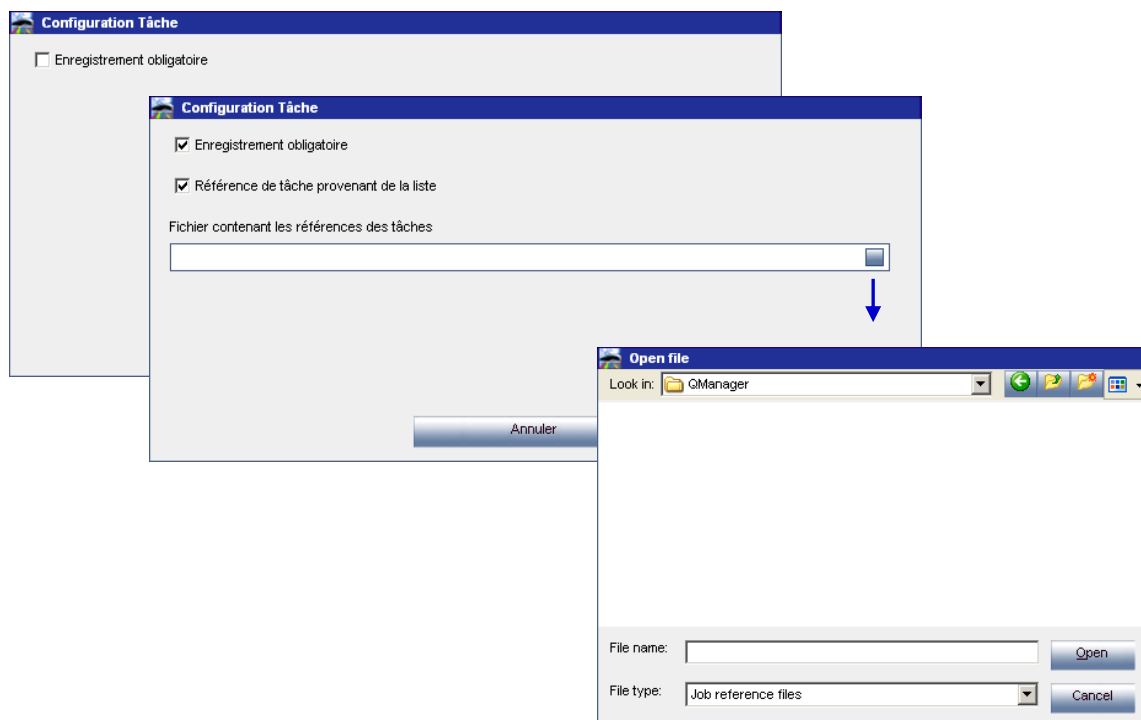 Configuration Tâche
Enregistrement obligatoire
Configuration Tâche
Enregistrement obligatoire
Référence de tâche provenant de la liste
Fichier contenant les références des tâches
Annuler
Open file
Look in: QManager
File name:
Open
File type: Job reference files
Cancel